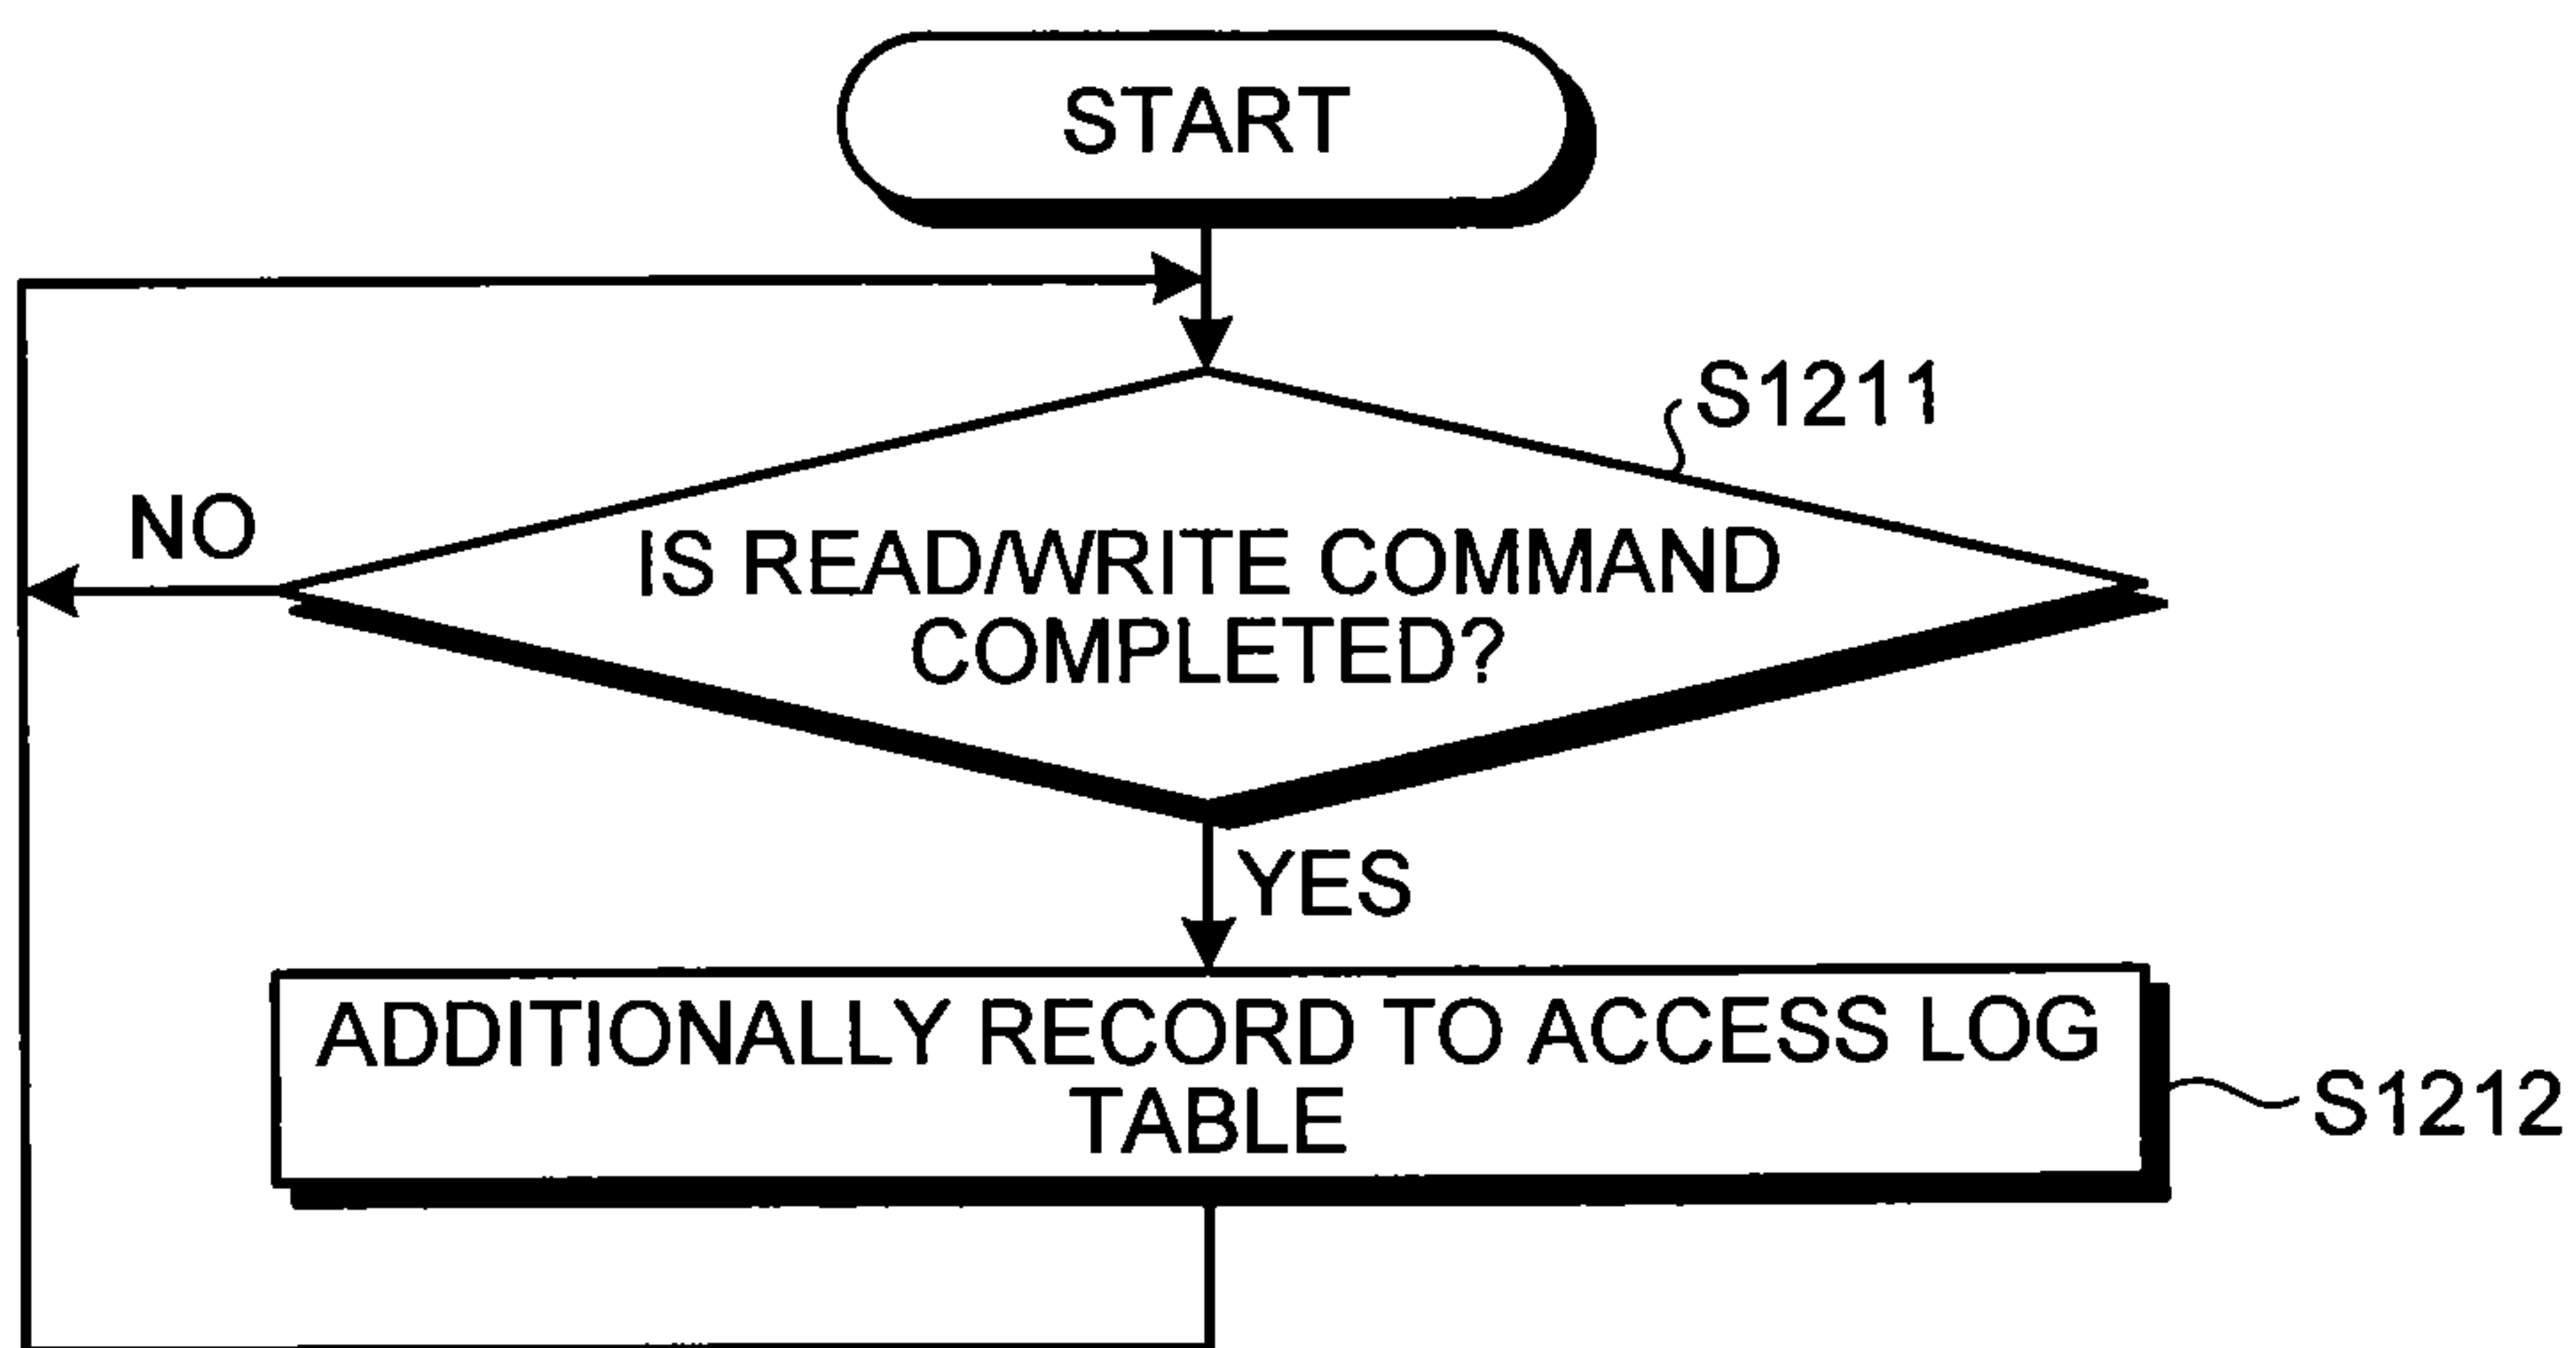 START
S1211
NO
IS READ/WRITE COMMAND
COMPLETED?
YES
ADDITIONALLY RECORD TO ACCESS LOG
TABLE
S1212